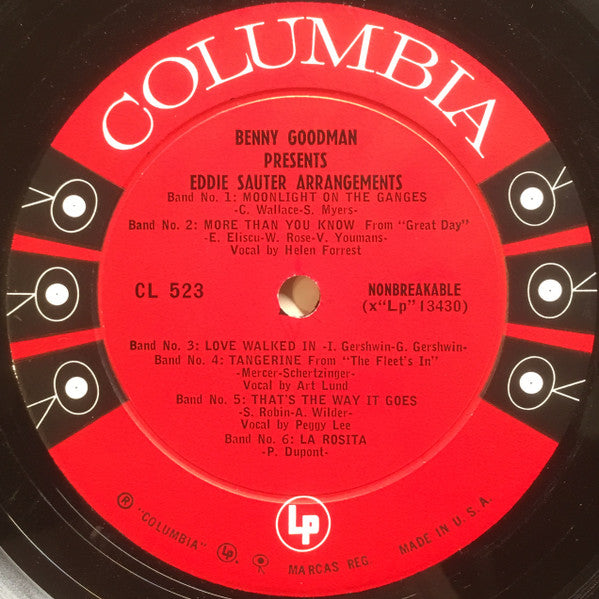 COLUMBIA
BENNY GOODMAN
PRESENTS
EDDIE SAUTER ARRANGEMENTS
Band No. 1: MOONLIGHT ON THE GANGES
-C. Wallace-S. Myers-
Band No. 2: MORE THAN YOU KNOW From "Great Day"
-E. Eliscu-W. Rose-V. Youmans-
Vocal by Helen Forrest
CL 523
NONBREAKABLE
(x"Lp" 13430)
Band No. 3: LOVE WALKED IN -I. Gershwin-G. Gershwin-
Band No. 4: TANGERINE From "The Fleet's In"
-Mercer-Schertzinger-
Vocal by Art Lund
Band No. 5: THAT'S THE WAY IT GOES
-S. Robin-A. Wilder-
Vocal by Peggy Lee
Band No. 6: LA ROSITA
-P. Dupont-
Lp
® "COLUMBIA" Lp ® MARCAS REG. MADE IN U.S.A.